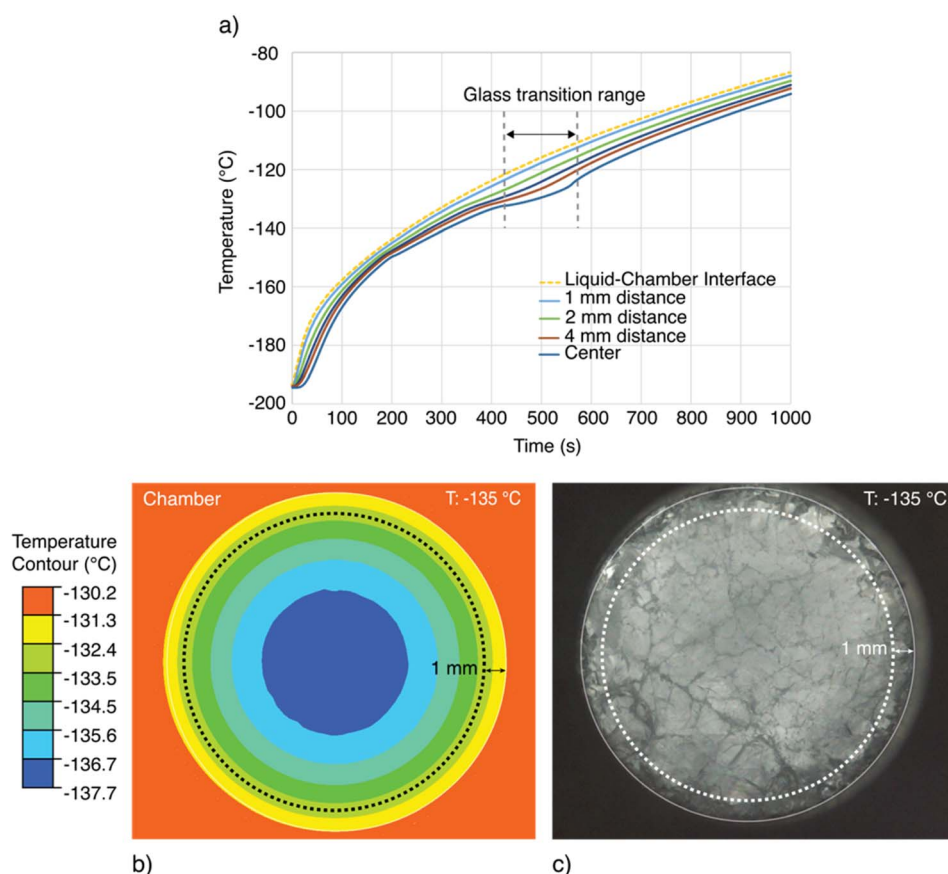 a)
-80
-100
-120
-140
-160
-180
-200
Temperature (°C)
Glass transition range
Liquid-Chamber Interface
1 mm distance
2 mm distance
4 mm distance
Center
0 100 200 300 400 500 600 700 800 900 1000
Time (s)
Temperature
Contour (°C)
-130.2
-131.3
-132.4
-133.5
-134.5
-135.6
-136.7
-137.7
Chamber T: -135 °C
1 mm
b)
T: -135 °C
1 mm
c)